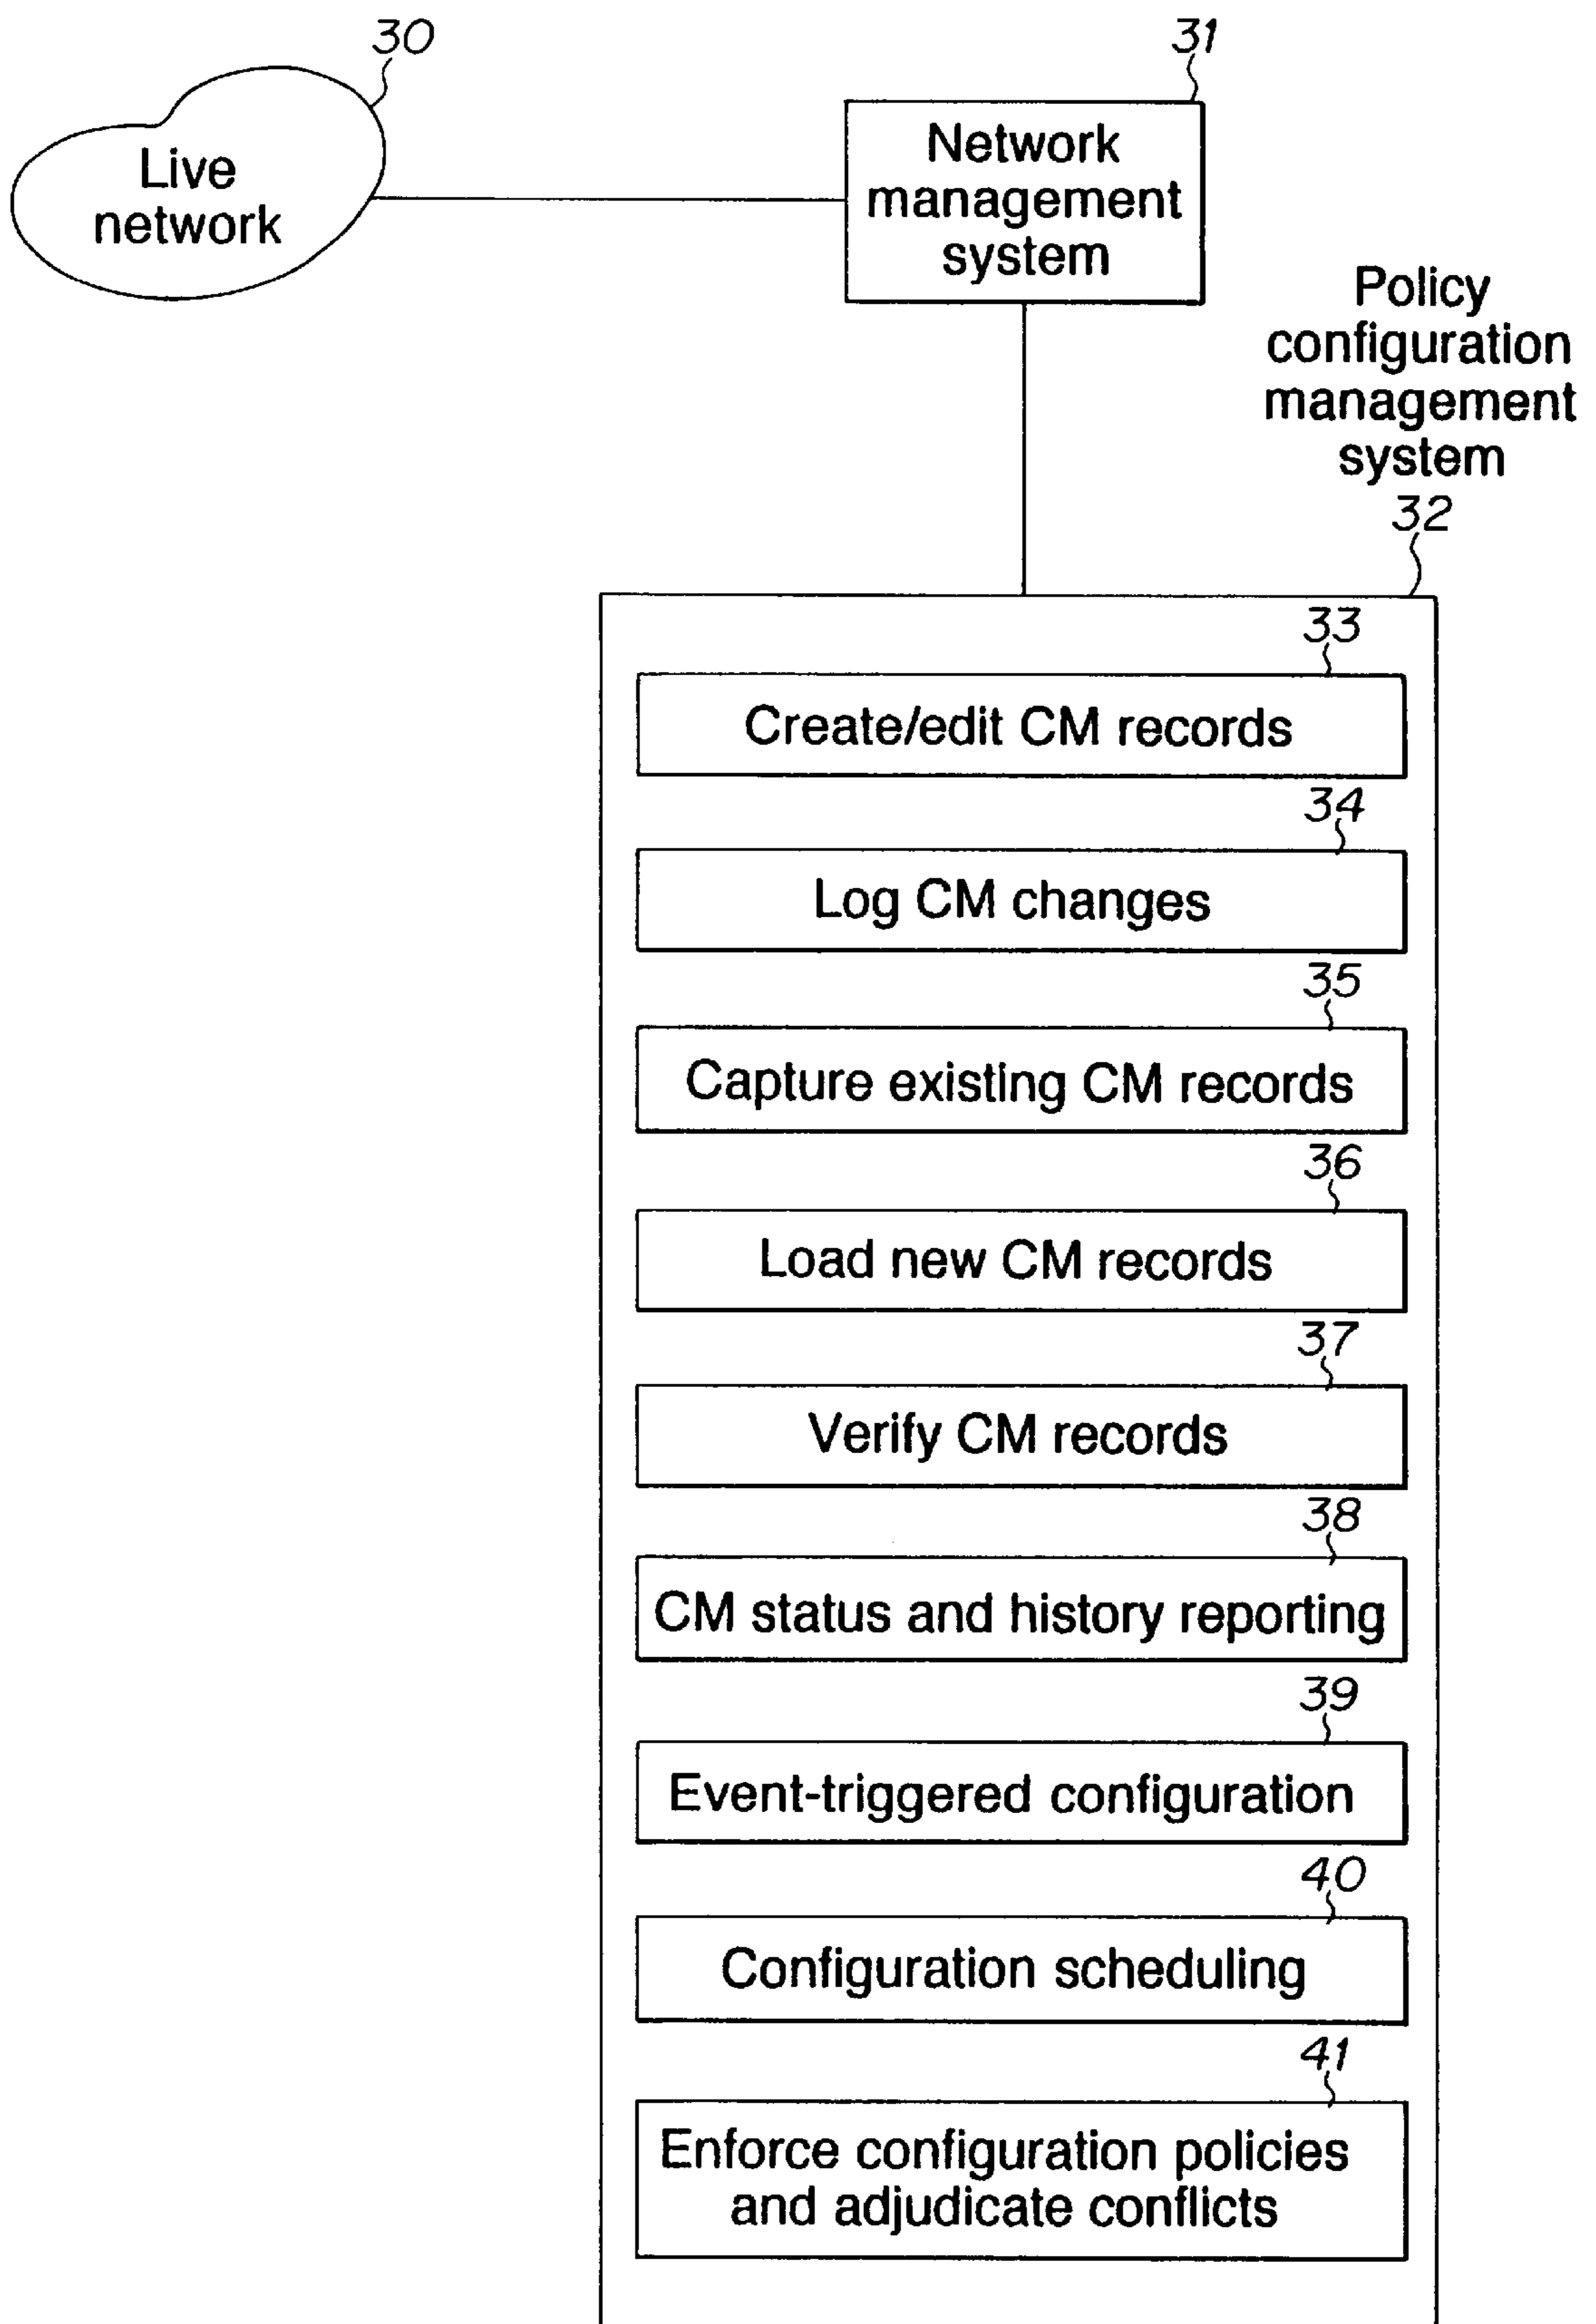 30
31
Live
network
Network
management
system
Policy
configuration
management
system
32
33
Create/edit CM records
34
Log CM changes
35
Capture existing CM records
36
Load new CM records
37
Verify CM records
38
CM status and history reporting
39
Event-triggered configuration
40
Configuration scheduling
41
Enforce configuration policies
and adjudicate conflicts